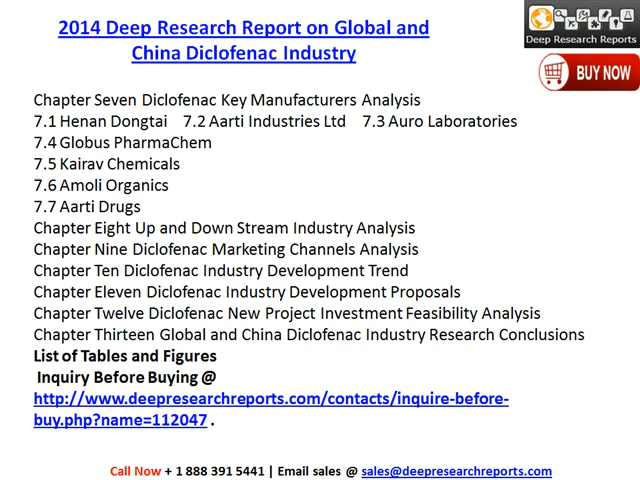 2014 Deep Research Report on Global and
China Diclofenac Industry
Deep Research Reports
BUY NOW
Chapter Seven Diclofenac Key Manufacturers Analysis
7.1 Henan Dongtai 7.2 Aarti Industries Ltd 7.3 Auro Laboratories
7.4 Globus PharmaChem
7.5 Kairav Chemicals
7.6 Amoli Organics
7.7 Aarti Drugs
Chapter Eight Up and Down Stream Industry Analysis
Chapter Nine Diclofenac Marketing Channels Analysis
Chapter Ten Diclofenac Industry Development Trend
Chapter Eleven Diclofenac Industry Development Proposals
Chapter Twelve Diclofenac New Project Investment Feasibility Analysis
Chapter Thirteen Global and China Diclofenac Industry Research Conclusions
List of Tables and Figures
Inquiry Before Buying @
http://www.deepresearchreports.com/contacts/inquire-before-
buy.php?name=112047 .
Call Now + 1 888 391 5441 | Email sales @ sales@deepresearchreports.com